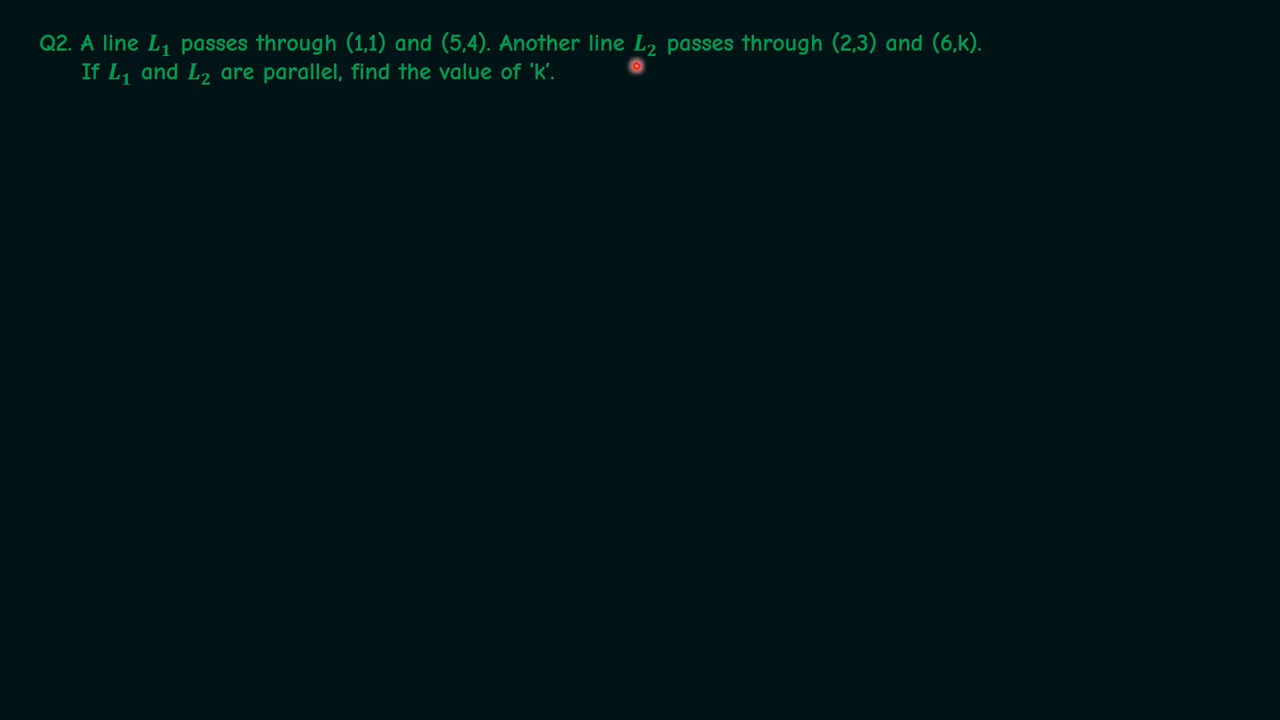 Q2. A line L₁ passes through (1,1) and (5,4). Another line L₂ passes through (2,3) and (6,k).
If L₁ and L₂ are parallel, find the value of ‘k’.